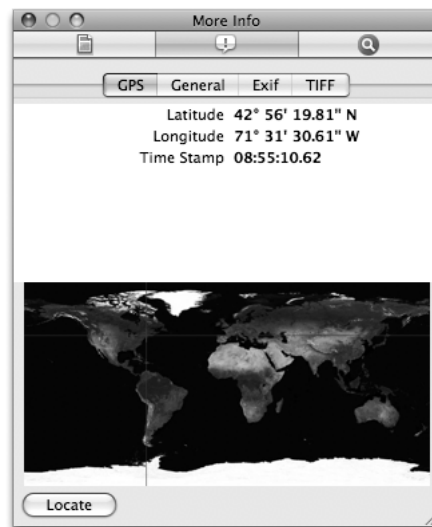 More Info
GPS General Exif TIFF
Latitude 42° 56' 19.81" N
Longitude 71° 31' 30.61" W
Time Stamp 08:55:10.62
Locate